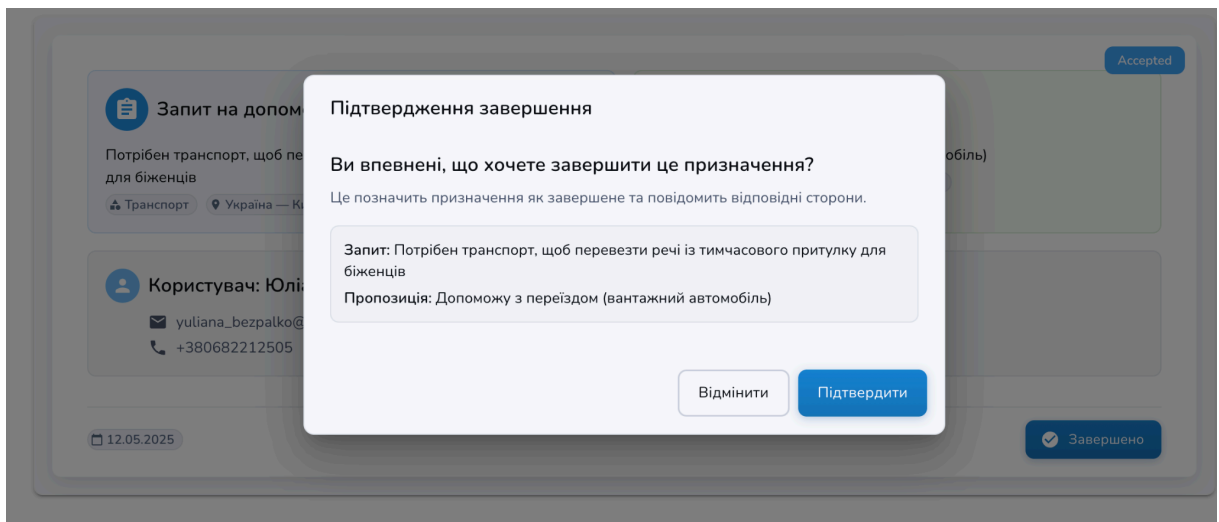 Accepted
Запит на допом
Потрібен транспорт, щоб пе
для біженців
Транспорт
Україна — К
обіль)
Підтвердження завершення
Ви впевнені, що хочете завершити це призначення?
Це позначить призначення як завершене та повідомить відповідні сторони.
Запит: Потрібен транспорт, щоб перевезти речі із тимчасового притулку для
біженців
Пропозиція: Допоможу з переїздом (вантажний автомобіль)
Відмінити
Підтвердити
Користувач: Юлі
yuliana_bezpalko@
+380682212505
12.05.2025
Завершено